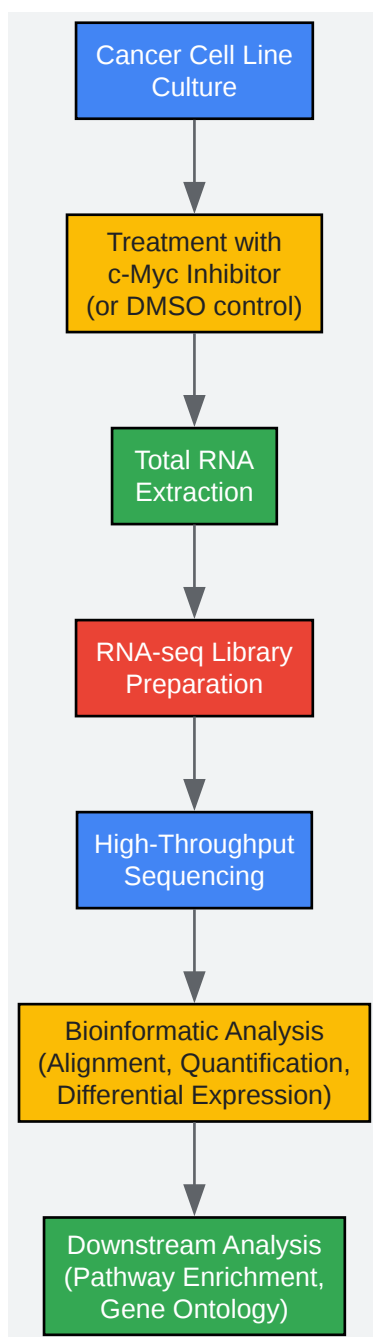 Cancer Cell Line
Culture
Treatment with
c-Myc Inhibitor
(or DMSO control)
Total RNA
Extraction
RNA-seq Library
Preparation
High-Throughput
Sequencing
Bioinformatic Analysis
(Alignment, Quantification,
Differential Expression)
Downstream Analysis
(Pathway Enrichment,
Gene Ontology)